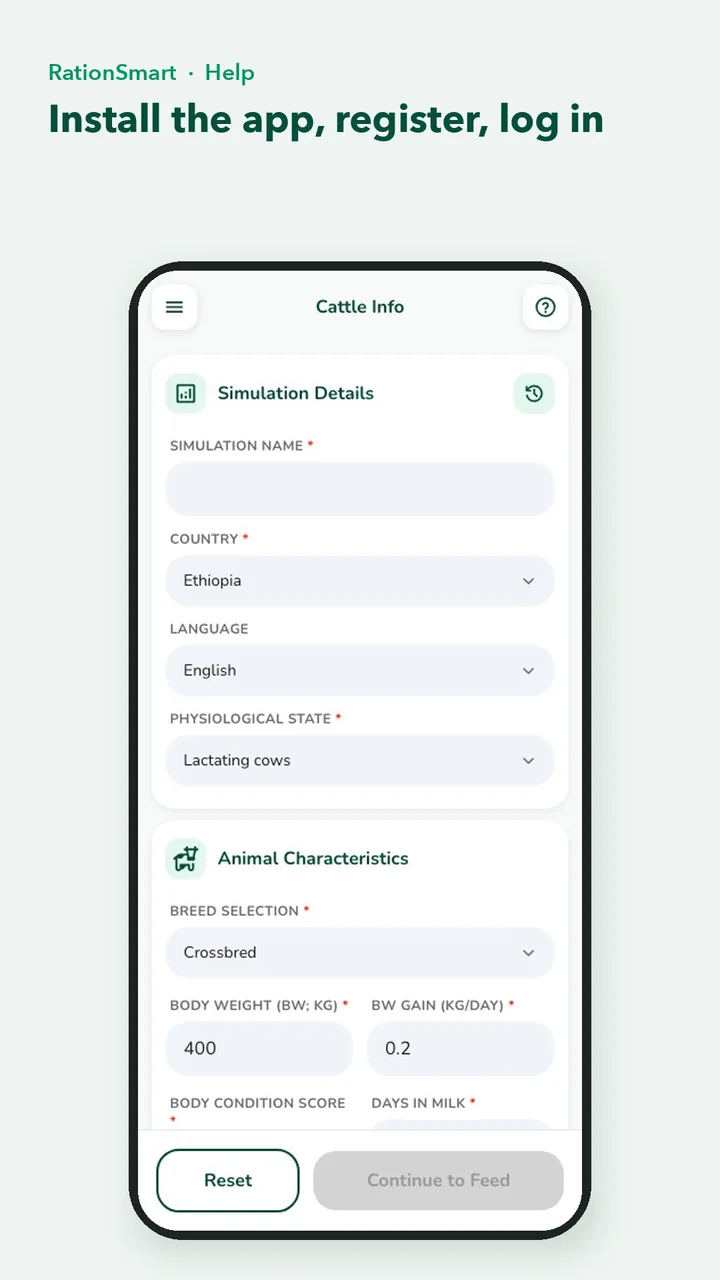 RationSmart · Help
Install the app, register, log in
Cattle Info
Simulation Details
SIMULATION NAME *
COUNTRY *
Ethiopia
LANGUAGE
English
PHYSIOLOGICAL STATE *
Lactating cows
Animal Characteristics
BREED SELECTION *
Crossbred
BODY WEIGHT (BW; KG) * BW GAIN (KG/DAY) *
400 0.2
BODY CONDITION SCORE * DAYS IN MILK *
Reset Continue to Feed